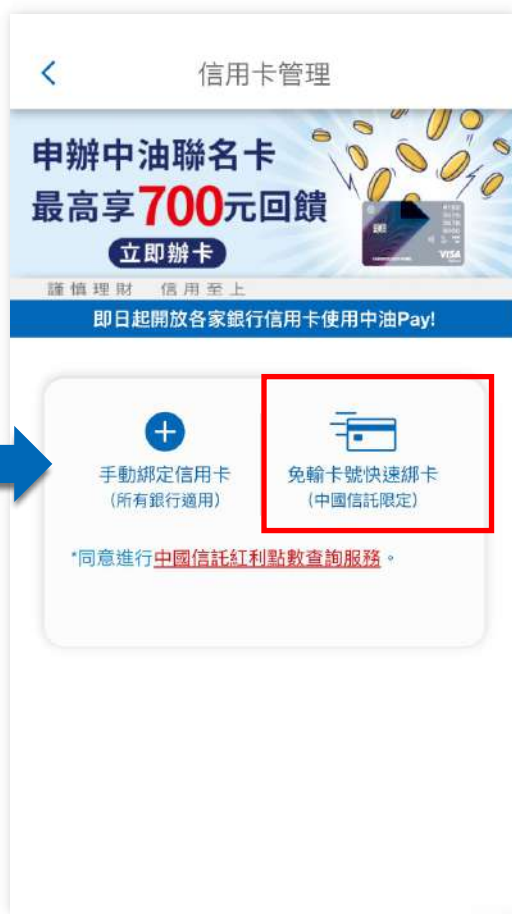 信用卡管理
申辦中油聯名卡
最高享700元回饋
立即辦卡
VISA
謹慎理財 信用至上
即日起開放各家銀行信用卡使用中油Pay!
手動綁定信用卡
(所有銀行適用)
免輸卡號快速綁卡
(中國信託限定)
*同意進行中國信託紅利點數查詢服務。